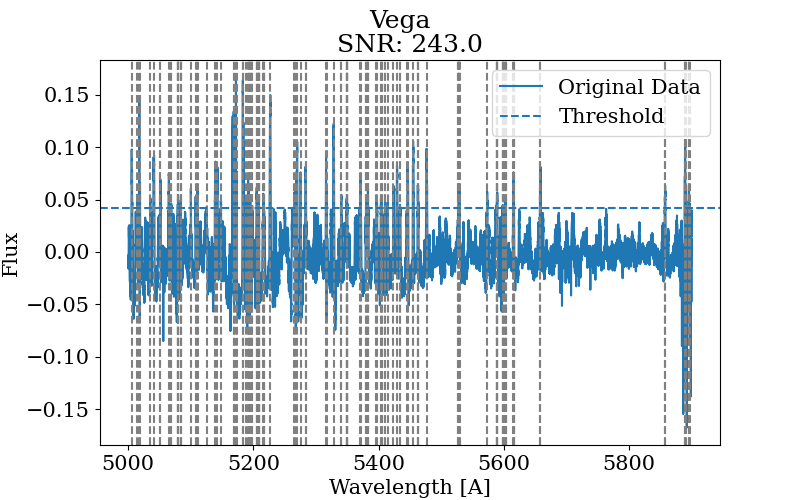 Vega
SNR: 243.0
Original Data
Threshold
0.15
0.10
0.05
0.00
−0.05
−0.10
−0.15
Flux
5000 5200 5400 5600 5800
Wavelength [A]